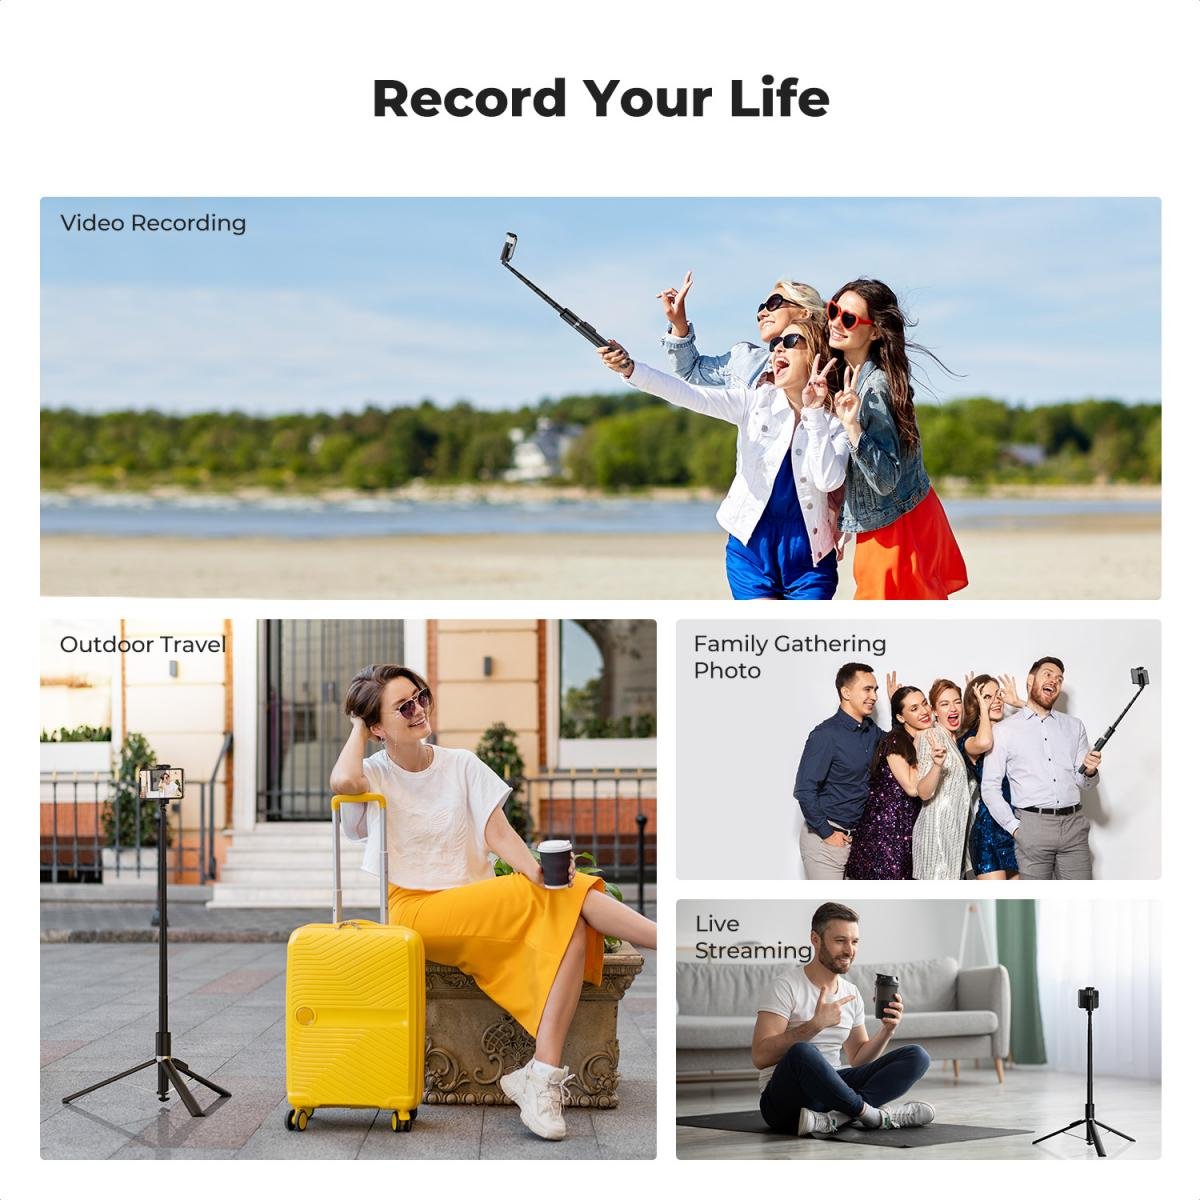 Record Your Life
Video Recording
Outdoor Travel
Family Gathering
Photo
Live
Streaming